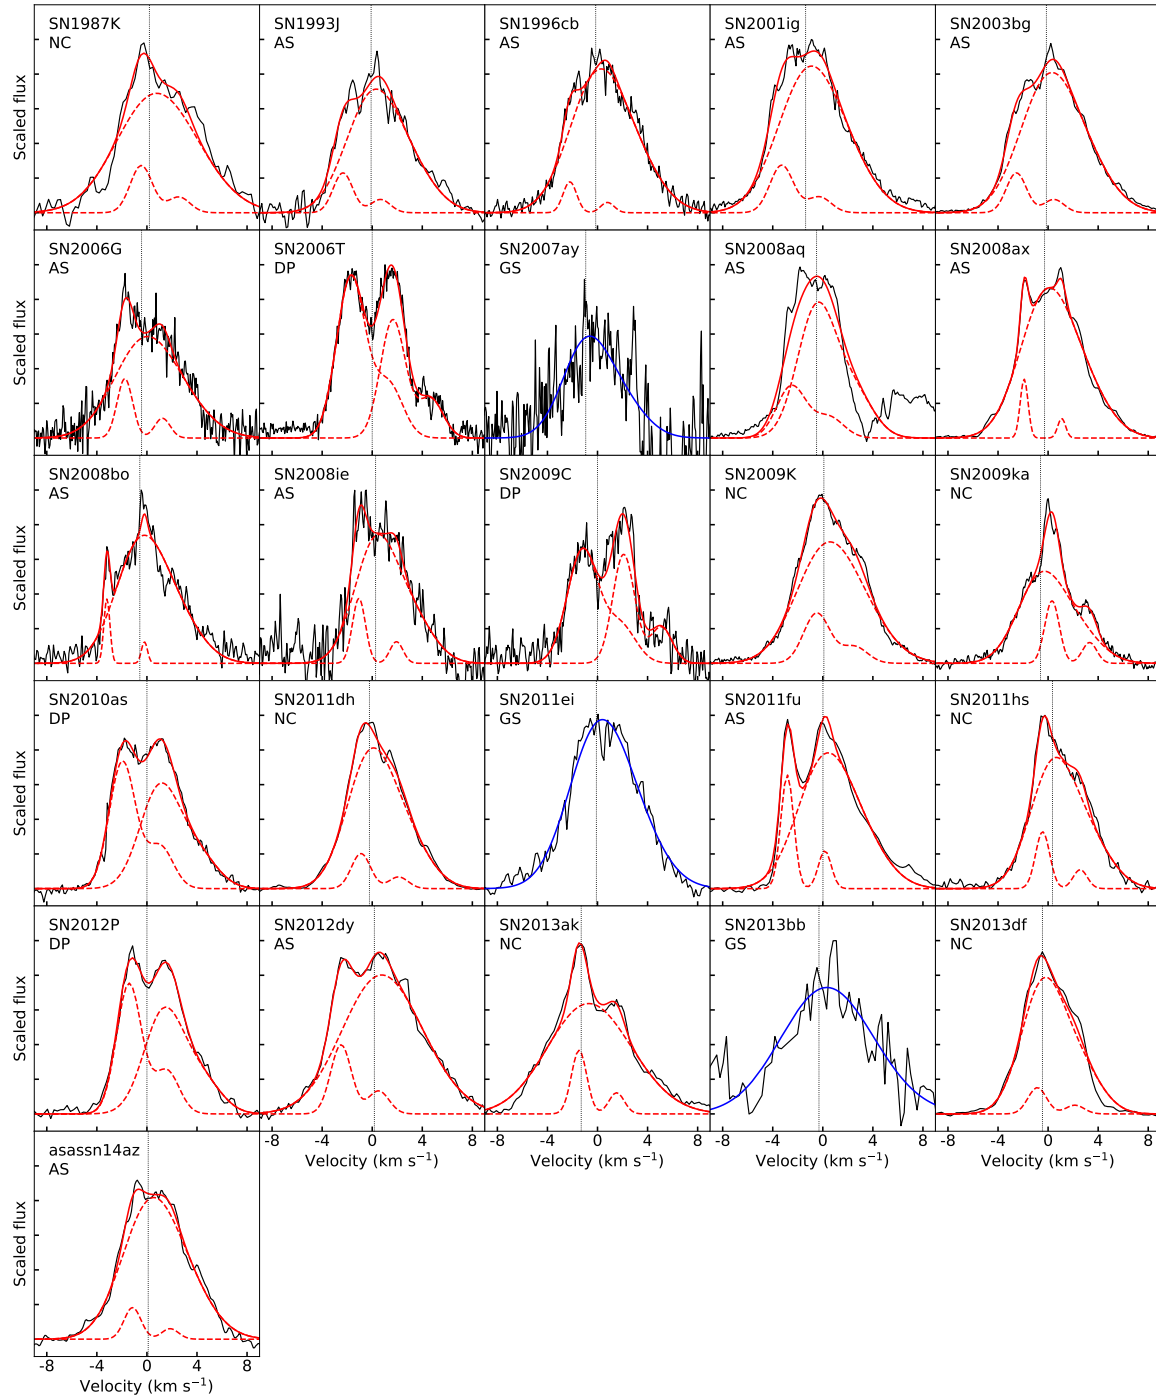 SN1987K
NC
SN1993J
AS
SN1996cb
AS
SN2001ig
AS
SN2003bg
AS
Scaled flux
SN2006G
AS
SN2006T
DP
SN2007ay
GS
SN2008aq
AS
SN2008ax
AS
Scaled flux
SN2008bo
AS
SN2008ie
AS
SN2009C
DP
SN2009K
NC
SN2009ka
NC
Scaled flux
SN2010as
DP
SN2011dh
NC
SN2011ei
GS
SN2011fu
AS
SN2011hs
NC
Scaled flux
SN2012P
DP
SN2012dy
AS
SN2013ak
NC
SN2013bb
GS
SN2013df
NC
Scaled flux
-8 -4 0 4 8
-8 -4 0 4 8
-8 -4 0 4 8
-8 -4 0 4 8
Velocity (km s⁻¹)
Velocity (km s⁻¹)
Velocity (km s⁻¹)
Velocity (km s⁻¹)
asassn14az
AS
Scaled flux
-8 -4 0 4 8
Velocity (km s⁻¹)